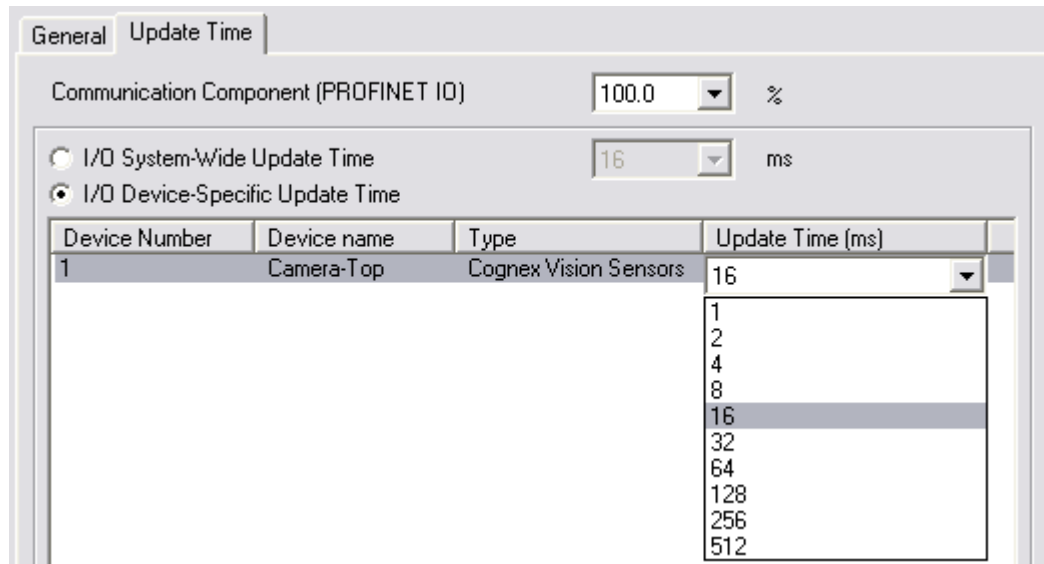 General Update Time
Communication Component (PROFINET IO) 100.0 %
I/O System-Wide Update Time 16 ms
I/O Device-Specific Update Time
Device Number Device name Type Update Time (ms)
1 Camera-Top Cognex Vision Sensors 16
1
2
4
8
16
32
64
128
256
512